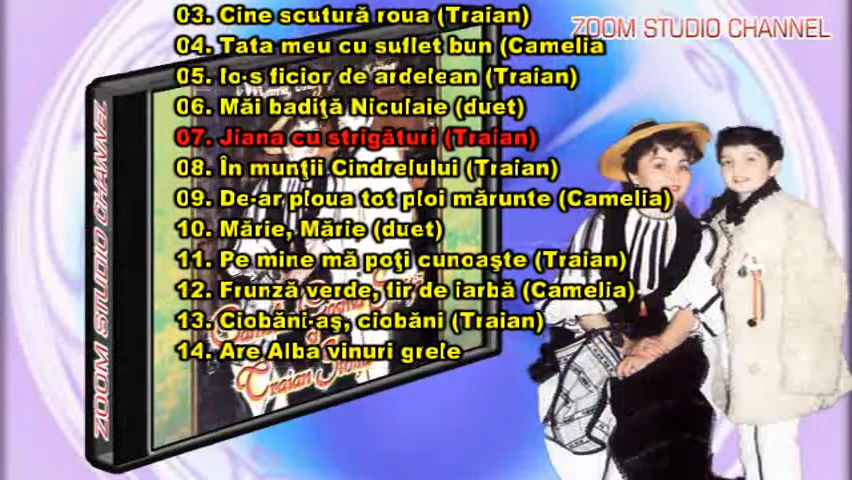 03. Cine scutură roua (Traian)
ZOOM STUDIO CHANNEL
04. Tata meu cu suflet bun (Camelia
05. Io-s ficior de ardelean (Traian)
06. Măi badiţă Niculaie (duet)
07. Jiana cu strigături (Traian)
08. În munţii Cindrelului (Traian)
09. De-ar ploua tot ploi mărunte (Camelia)
10. Mărie, Mărie (duet)
11. Pe mine mă poţi cunoaşte (Traian)
12. Frunză verde, fir de iarbă (Camelia)
13. Ciobăni-aş, ciobăni (Traian)
14. Are Alba vinuri grele
ZOOM STUDIO CHANNEL
Traian